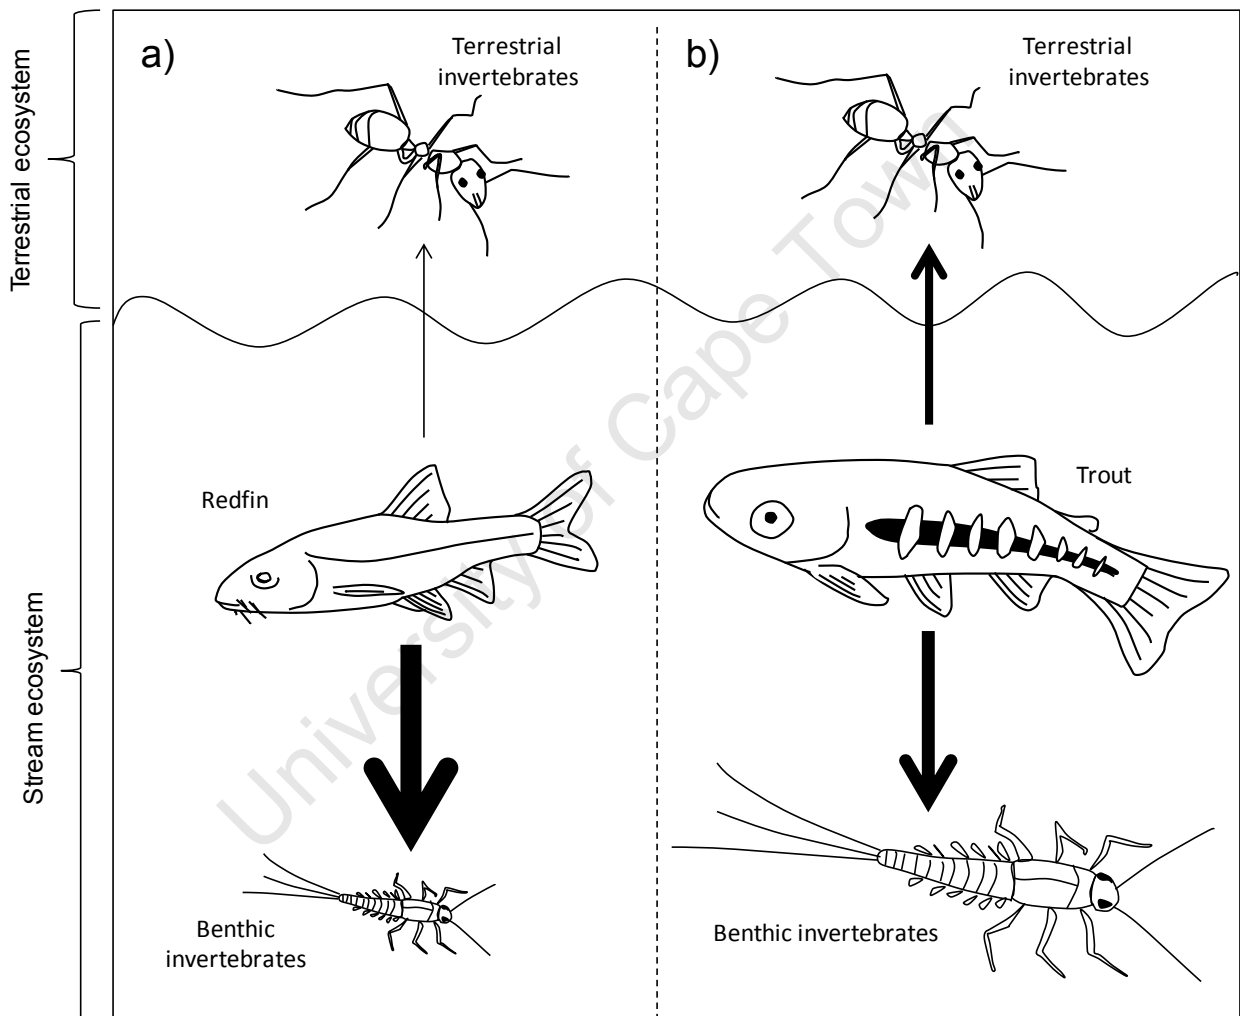 Terrestrial ecosystem
Stream ecosystem
a)
Terrestrial
invertebrates
Redfin
Benthic
invertebrates
b)
Terrestrial
invertebrates
Trout
Benthic invertebrates
University of Cape Town